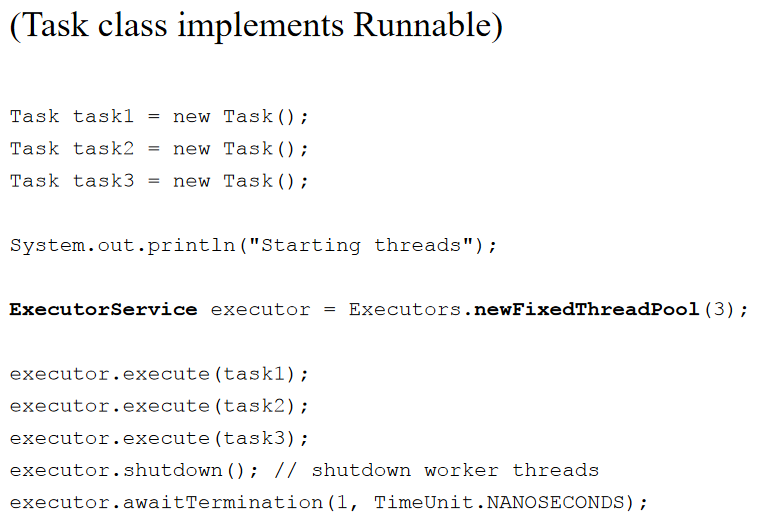 (Task class implements Runnable)
Task task1 = new Task();
Task task2 = new Task();
Task task3 = new Task();
System.out.println("Starting threads");
ExecutorService executor = Executors.newFixedThreadPool(3);
executor.execute(task1);
executor.execute(task2);
executor.execute(task3);
executor.shutdown(); // shutdown worker threads
executor.awaitTermination(1, TimeUnit.NANOSECONDS);